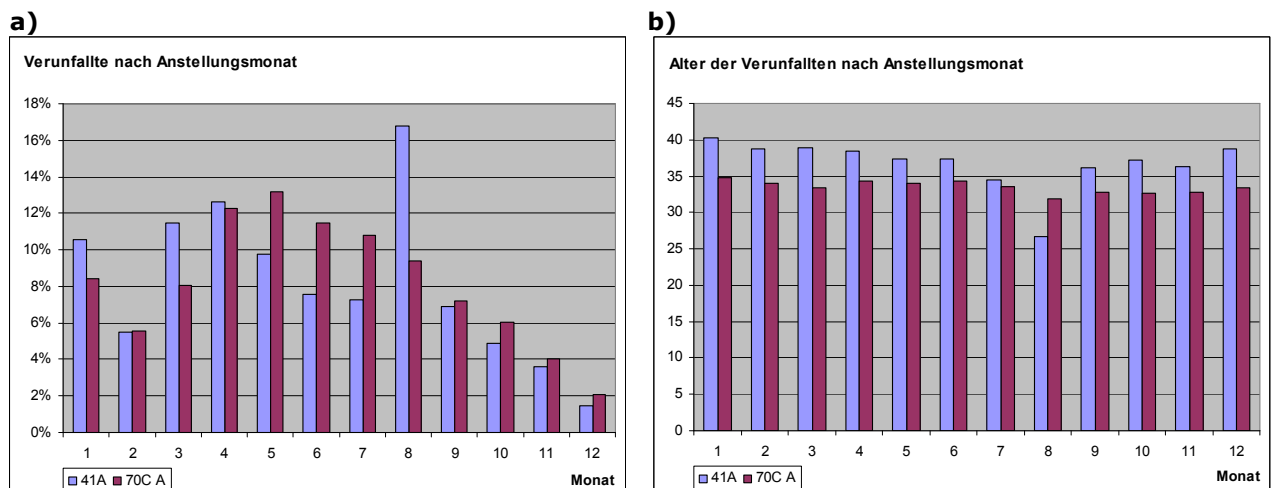 a)
Verunfallte nach Anstellungsmonat
18%
16%
14%
12%
10%
8%
6%
4%
2%
0%
1 2 3 4 5 6 7 8 9 10 11 12
41A 70C A Monat
b)
Alter der Verunfallten nach Anstellungsmonat
45
40
35
30
25
20
15
10
5
0
1 2 3 4 5 6 7 8 9 10 11 12
41A 70C A Monat